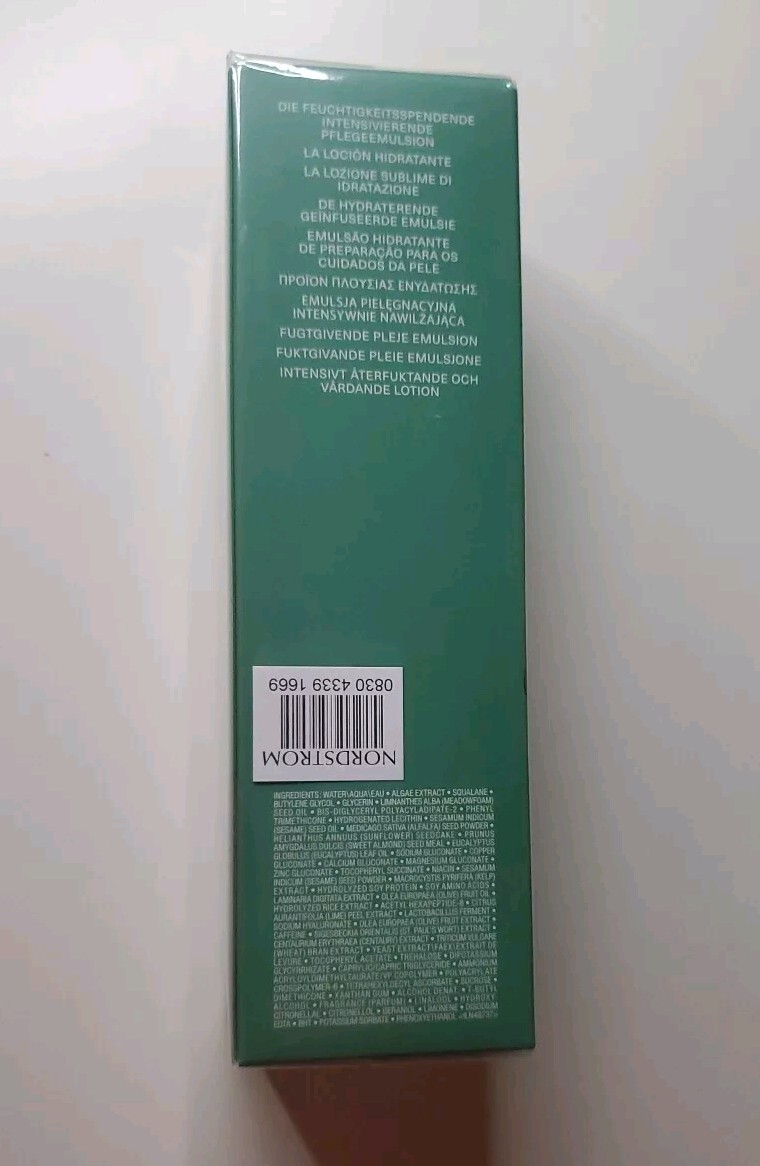 DIE FEUCHTIGKEITSSPENDENDE
INTENSIVIERENDE
PFLEGEEMULSION
LA LOCIÓN HIDRATANTE
LA LOZIONE SUBLIME DI
IDRATAZIONE
DE HYDRATERENDE
GEÏNFUSEERDE EMULSIE
EMULSÃO HIDRATANTE
DE PREPARAÇÃO PARA OS
CUIDADOS DA PELE
ΠΡΟΪΟΝ ΠΛΟΥΣΙΑΣ ΕΝΥΔΑΤΩΣΗΣ
EMULSJA PIELĘGNACYJNA
INTENSYWNIE NAWILŻAJĄCA
FUGTGIVENDE PLEJE EMULSION
FUKTGIVANDE PLEIE EMULSJONE
INTENSIVT ÅTERFUKTANDE OCH
VÅRDANDE LOTION
NORDSTROM
0830 4339 1669
INGREDIENTS: WATER\AQUA\EAU • ALGAE EXTRACT • SQUALANE •
BUTYLENE GLYCOL • GLYCERIN • LIMNANTHES ALBA (MEADOWFOAM)
SEED OIL • BIS-DIGLYCERYL POLYACYLADIPATE-2 • PHENYL
TRIMETHICONE • HYDROGENATED LECITHIN • SESAMUM INDICUM
(SESAME) SEED OIL • MEDICAGO SATIVA (ALFALFA) SEED POWDER •
HELIANTHUS ANNUUS (SUNFLOWER) SEEDCAKE • PRUNUS
AMYGDALUS DULCIS (SWEET ALMOND) SEED MEAL • EUCALYPTUS
GLOBULUS (EUCALYPTUS) LEAF OIL • SODIUM GLUCONATE • COPPER
GLUCONATE • CALCIUM GLUCONATE • MAGNESIUM GLUCONATE •
ZINC GLUCONATE • TOCOPHERYL SUCCINATE • NIACIN • SESAMUM
INDICUM (SESAME) SEED POWDER • MACROCYSTIS PYRIFERA (KELP)
EXTRACT • HYDROLYZED SOY PROTEIN • SOY AMINO ACIDS •
LAMINARIA DIGITATA EXTRACT • OLEA EUROPAEA (OLIVE) FRUIT OIL •
HYDROLYZED RICE EXTRACT • ACETYL HEXAPEPTIDE-8 • CITRUS
AURANTIFOLIA (LIME) PEEL EXTRACT • LACTOBACILLUS FERMENT •
SODIUM HYALURONATE • OLEA EUROPAEA (OLIVE) FRUIT EXTRACT •
CAFFEINE • SIGESBECKIA ORIENTALIS (ST. PAUL'S WORT) EXTRACT •
CENTAURIUM ERYTHRAEA (CENTAURY) EXTRACT • TRITICUM VULGARE
(WHEAT) BRAN EXTRACT • YEAST EXTRACT\FAEX\EXTRAIT DE
LEVURE • TOCOPHERYL ACETATE • TREHALOSE • DIPOTASSIUM
GLYCYRRHIZATE • CAPRYLIC/CAPRIC TRIGLYCERIDE • AMMONIUM
ACRYLOYLDIMETHYLTAURATE/VP COPOLYMER • POLYACRYLATE
CROSSPOLYMER-6 • TETRAHEXYLDECYL ASCORBATE • SUCROSE •
DIMETHICONE • XANTHAN GUM • ALCOHOL DENAT. • T-BUTYL
ALCOHOL • FRAGRANCE (PARFUM) • LINALOOL • HYDROXY-
CITRONELLAL • CITRONELLOL • GERANIOL • LIMONENE • DISODIUM
EDTA • BHT • POTASSIUM SORBATE • PHENOXYETHANOL <ILN48737>